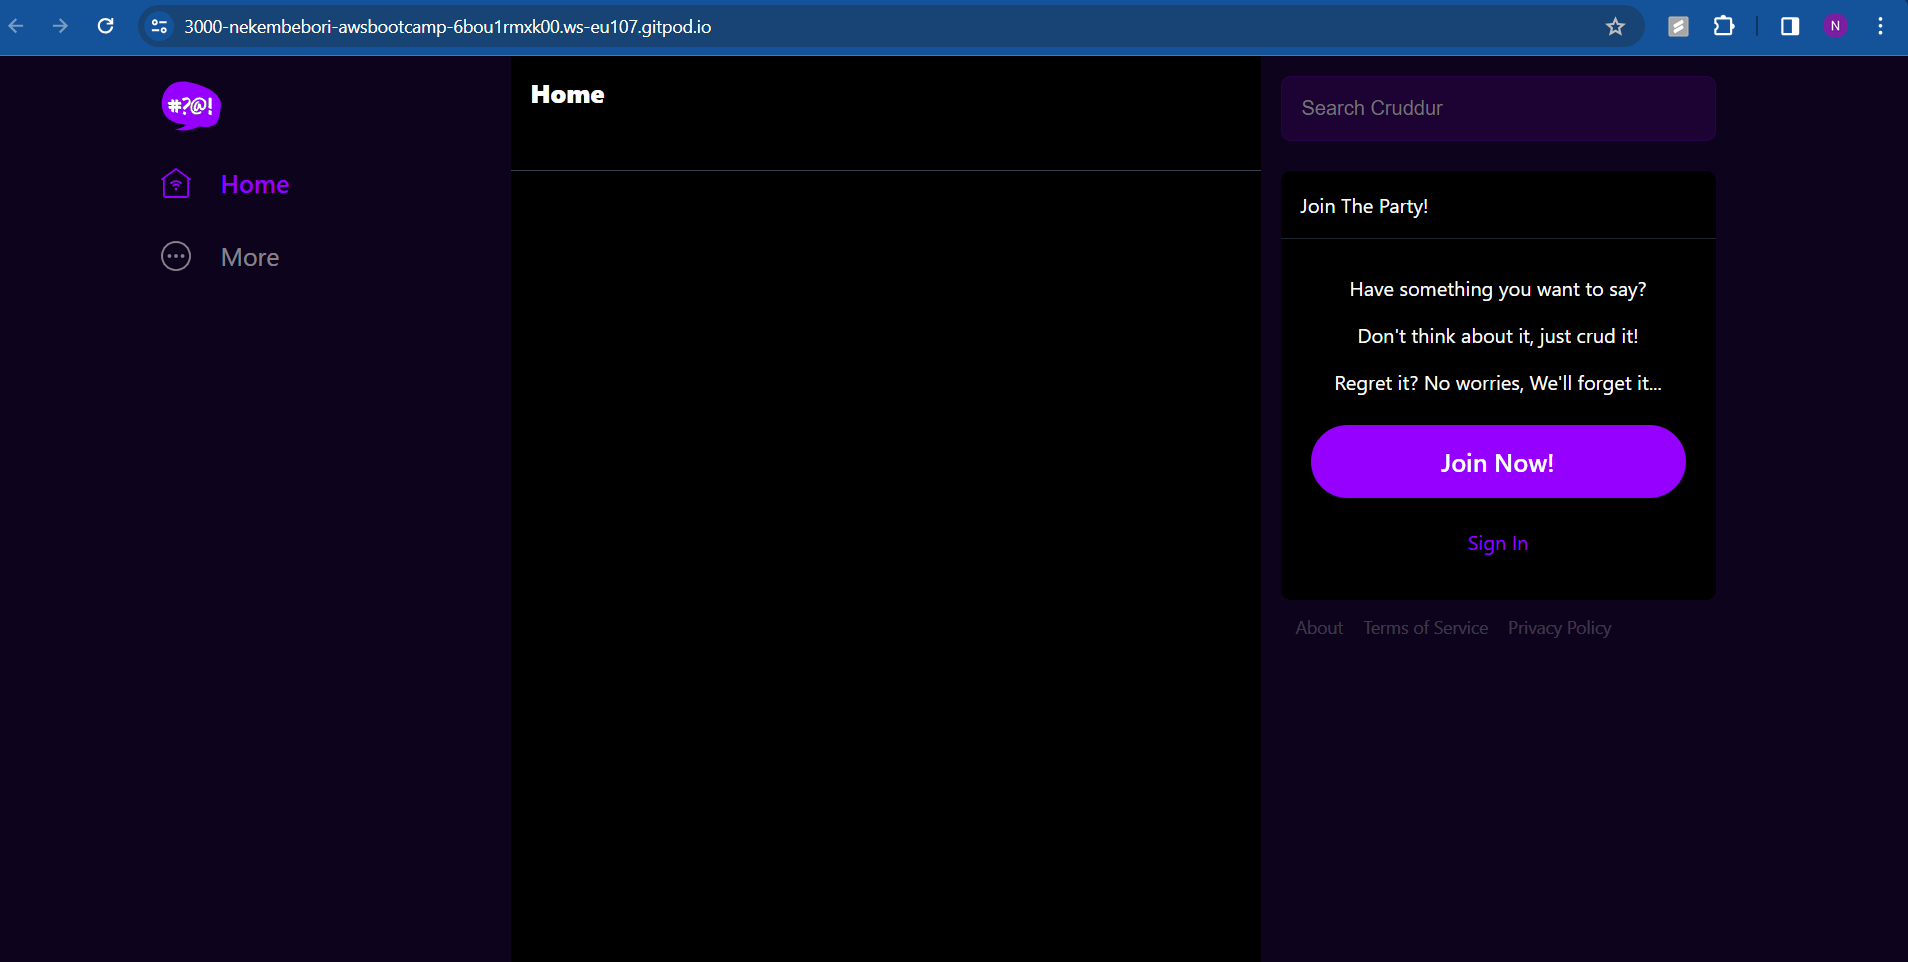 3000-nekembebori-awsbootcamp-6bou1rmxk00.ws-eu107.gitpod.io
N
#?@!
Home
More
Home
Search Cruddur
Join The Party!
Have something you want to say?
Don't think about it, just crud it!
Regret it? No worries, We'll forget it...
Join Now!
Sign In
About Terms of Service Privacy Policy